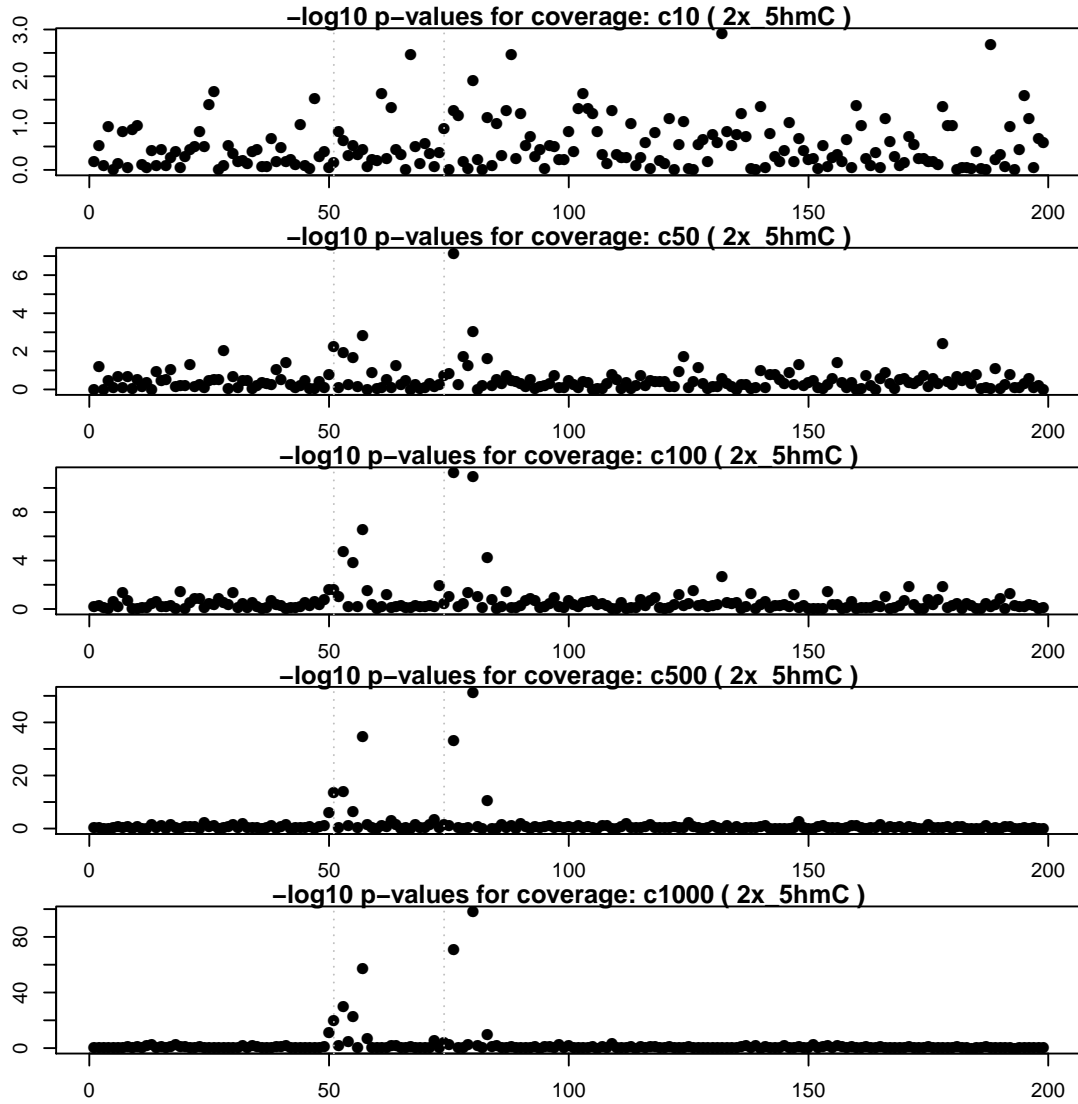 −log10 p−values for coverage: c10 ( 2x_5hmC )
0.0 1.0 2.0 3.0
0 50 100 150 200
−log10 p−values for coverage: c50 ( 2x_5hmC )
0 2 4 6
0 50 100 150 200
−log10 p−values for coverage: c100 ( 2x_5hmC )
0 4 8
0 50 100 150 200
−log10 p−values for coverage: c500 ( 2x_5hmC )
0 20 40
0 50 100 150 200
−log10 p−values for coverage: c1000 ( 2x_5hmC )
0 40 80
0 50 100 150 200